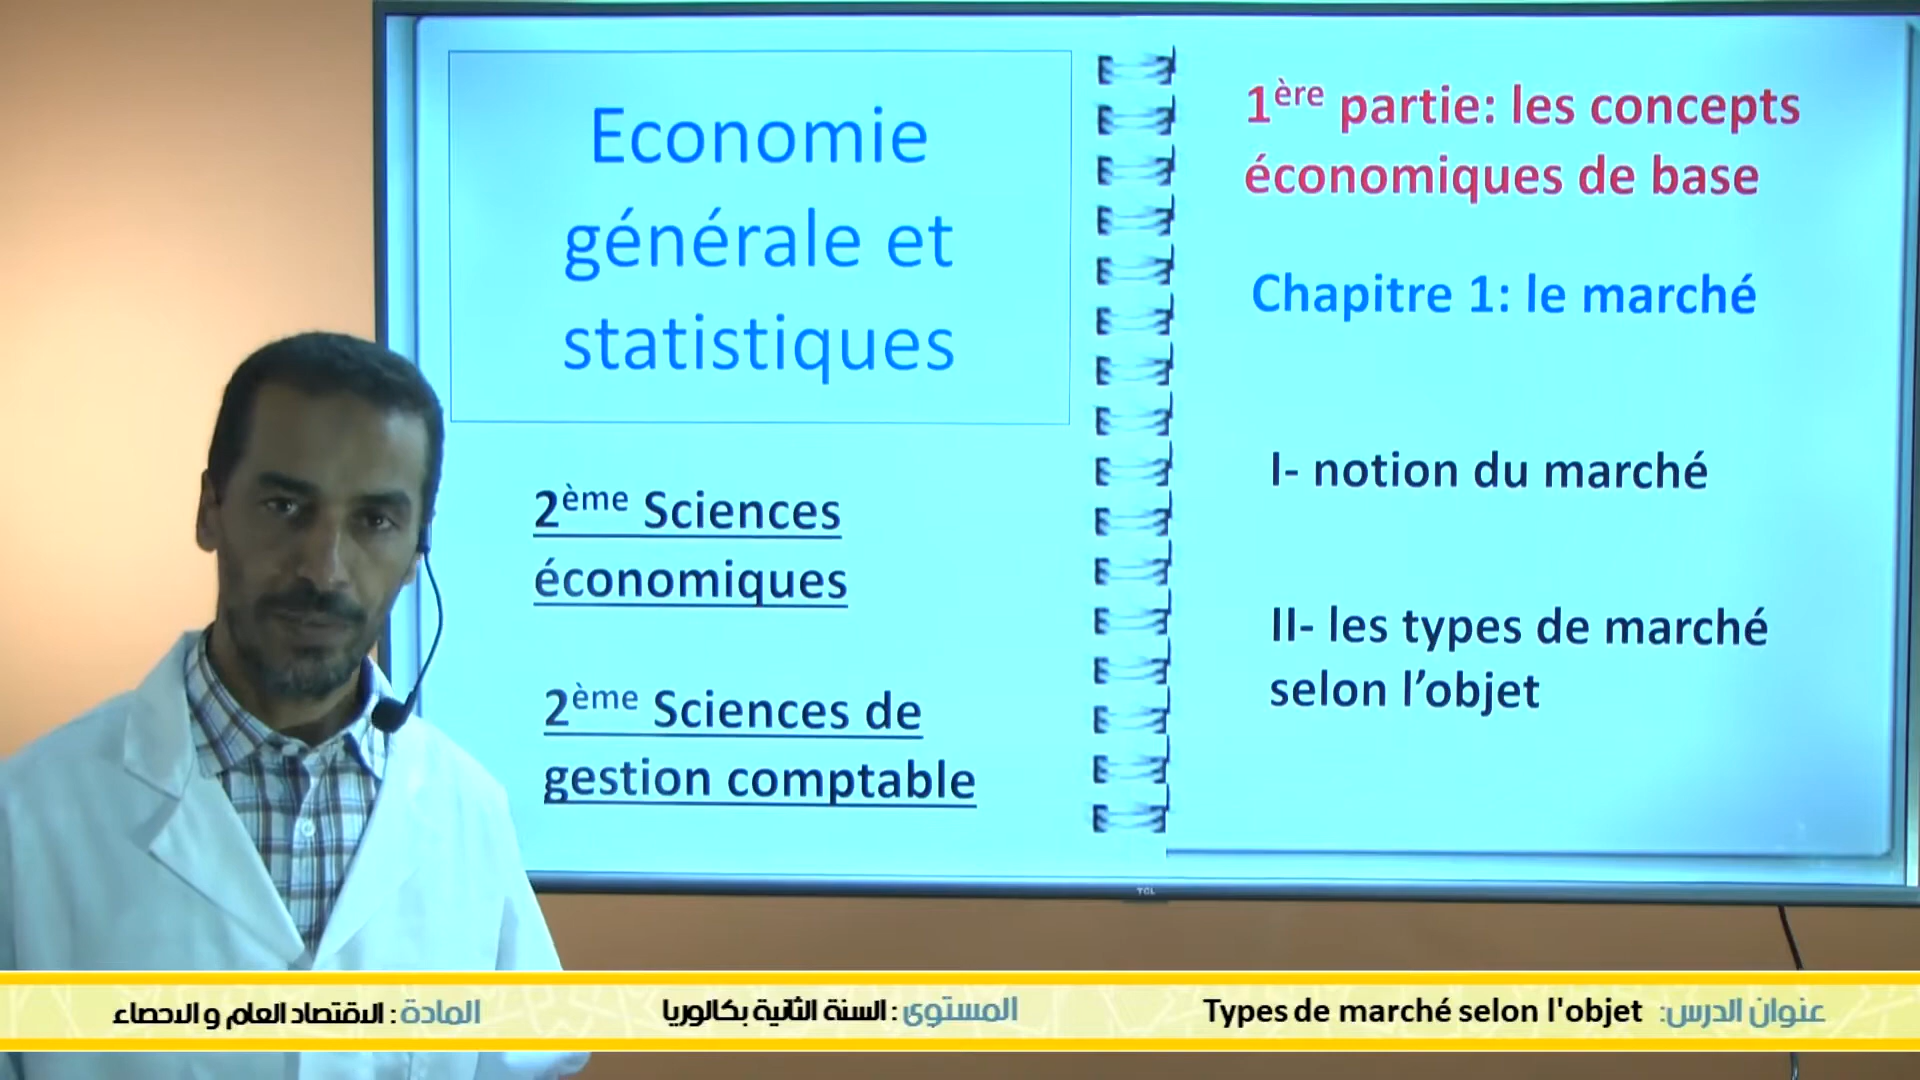 Economie
générale et
statistiques
2ème Sciences
économiques
2ème Sciences de
gestion comptable
1ère partie: les concepts
économiques de base
Chapitre 1: le marché
I- notion du marché
II- les types de marché
selon l’objet
TCL
عنوان الدرس: Types de marché selon l'objet
المستوى : السنة الثانية بكالوريا
المادة : الاقتصاد العام و الاحصاء